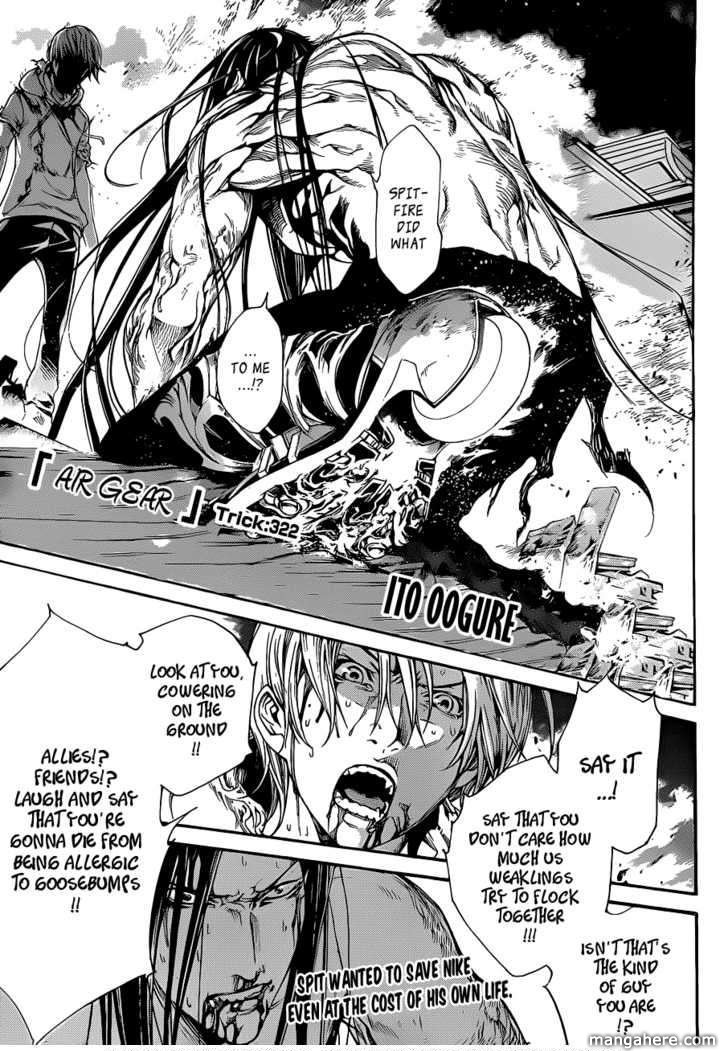 SPIT-
FIRE
DID
WHAT
...
TO ME
...!?
「AIR GEAR」
Trick:322
ITO OOGURE
SAY IT
...!
SAY THAT YOU
DON'T CARE HOW
MUCH US
WEAKLINGS
TRY TO FLOCK
TOGETHER
!!!
ISN'T THAT'S
THE KIND
OF GUY
YOU ARE
!?
LOOK AT YOU,
COWERING
ON THE
GROUND
!!
ALLIES!?
FRIENDS!?
LAUGH AND SAY
THAT YOU'RE
GONNA DIE FROM
BEING ALLERGIC
TO GOOSEBUMPS
!!
SPIT WANTED TO SAVE NIKE
EVEN AT THE COST OF HIS OWN LIFE.
mangahere.com